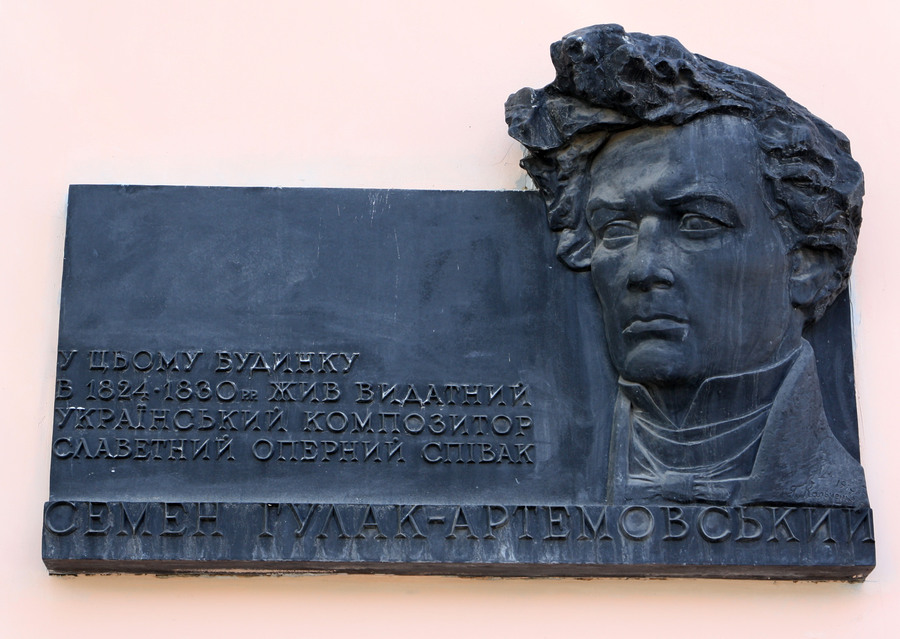 У ЦЬОМУ БУДИНКУ
В 1824-1830 рр. ЖИВ ВИДАТНИЙ
УКРАЇНСЬКИЙ КОМПОЗИТОР
СЛАВЕТНИЙ ОПЕРНИЙ СПІВАК
СЕМЕН ГУЛАК-АРТЕМОВСЬКИЙ